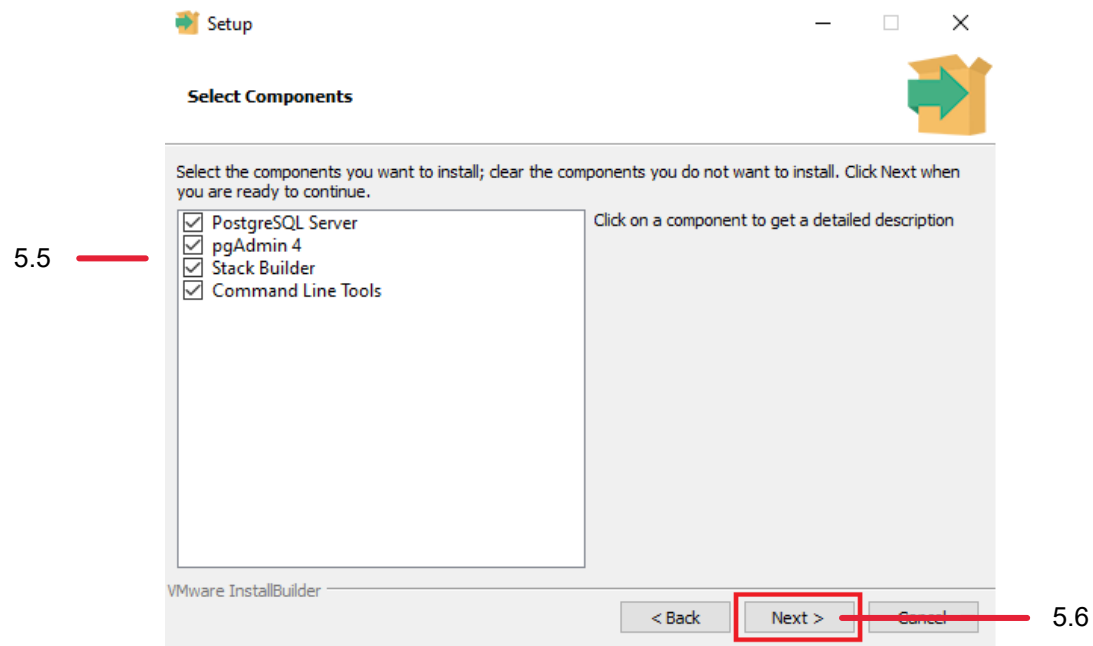 Setup
Select Components
Select the components you want to install; clear the components you do not want to install. Click Next when
you are ready to continue.
PostgreSQL Server
Click on a component to get a detailed description
pgAdmin 4
5.5
Stack Builder
Command Line Tools
VMware InstallBuilder
< Back
Next >
Cancel
5.6